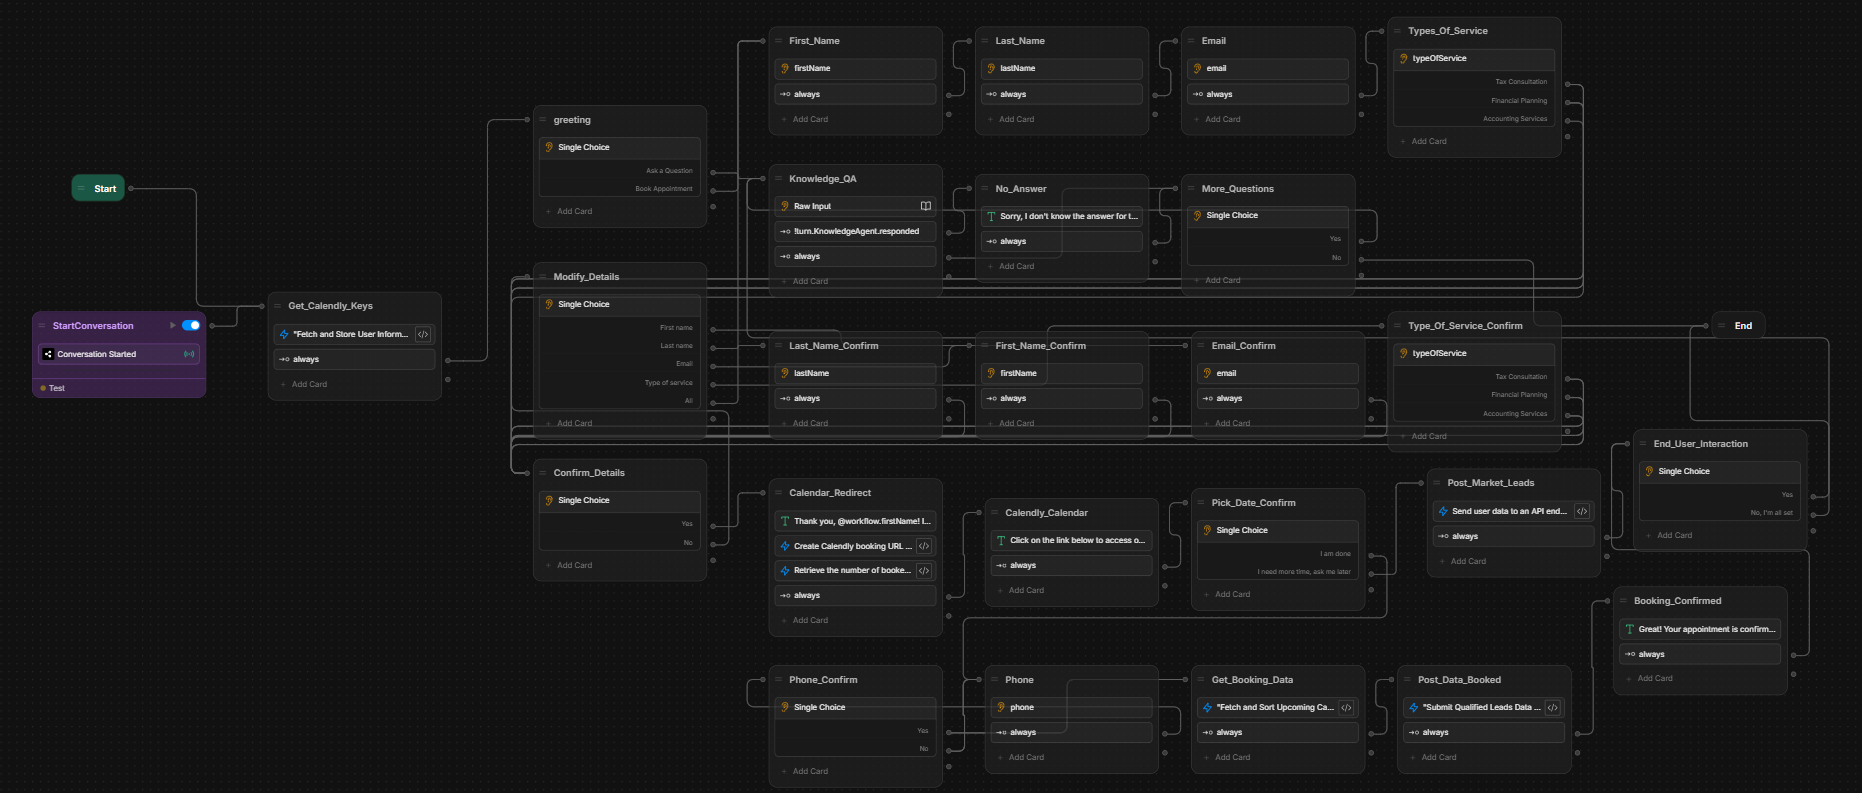 Start
StartConversation
Conversation Started
Test
Get_Calendly_Keys
"Fetch and Store User Inform...
always
Add Card
greeting
Single Choice
Ask a Question
Book Appointment
Add Card
Modify_Details
Single Choice
First name
Last name
Email
Type of service
All
Add Card
Confirm_Details
Single Choice
Yes
No
Add Card
First_Name
firstName
always
Add Card
Last_Name
lastName
always
Add Card
Email
email
always
Add Card
Types_Of_Service
typeOfService
Tax Consultation
Financial Planning
Accounting Services
Add Card
Knowledge_QA
Raw Input
!turn.KnowledgeAgent.responded
always
Add Card
No_Answer
Sorry, I don't know the answer for t...
always
Add Card
More_Questions
Single Choice
Yes
No
Add Card
Last_Name_Confirm
lastName
always
Add Card
First_Name_Confirm
firstName
always
Add Card
Email_Confirm
email
always
Add Card
Type_Of_Service_Confirm
typeOfService
Tax Consultation
Financial Planning
Accounting Services
Add Card
End
Calendar_Redirect
Thank you, @workflow.firstName! I...
Create Calendly booking URL ...
Retrieve the number of booke...
always
Add Card
Calendly_Calendar
Click on the link below to access o...
always
Add Card
Pick_Date_Confirm
Single Choice
I am done
I need more time, ask me later
Add Card
Post_Market_Leads
Send user data to an API end...
always
Add Card
End_User_Interaction
Single Choice
Yes
No, I'm all set
Add Card
Booking_Confirmed
Great! Your appointment is confirm...
always
Add Card
Phone_Confirm
Single Choice
Yes
No
Add Card
Phone
phone
always
Add Card
Get_Booking_Data
"Fetch and Sort Upcoming Ca...
always
Add Card
Post_Data_Booked
"Submit Qualified Leads Data ...
always
Add Card